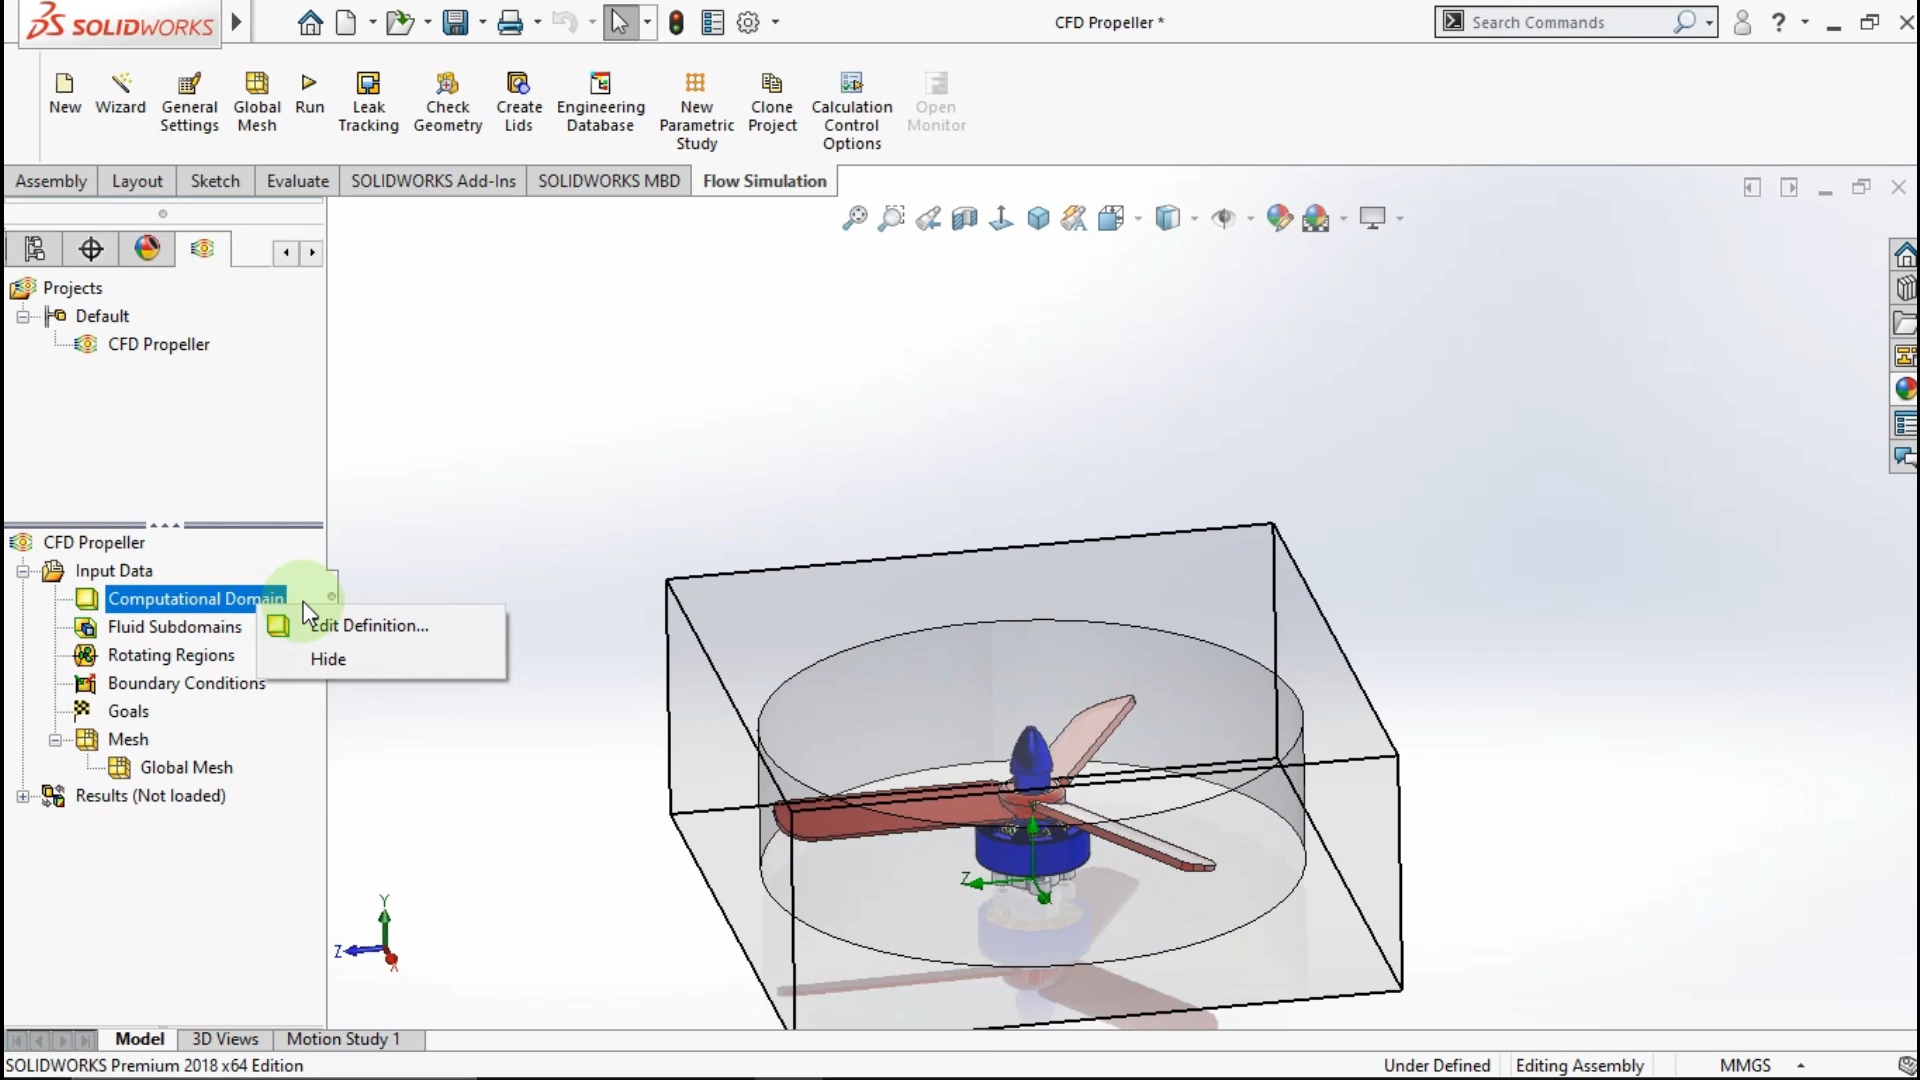 SOLIDWORKS
CFD Propeller *
Search Commands
?
New
Wizard
General
Settings
Global
Mesh
Run
Leak
Tracking
Check
Geometry
Create
Lids
Engineering
Database
New
Parametric
Study
Clone
Project
Calculation
Control
Options
Open
Monitor
Assembly
Layout
Sketch
Evaluate
SOLIDWORKS Add-Ins
SOLIDWORKS MBD
Flow Simulation
Projects
Default
CFD Propeller
CFD Propeller
Input Data
Computational Domain
Edit Definition...
Fluid Subdomains
Hide
Rotating Regions
Boundary Conditions
Goals
Mesh
Global Mesh
Results (Not loaded)
Z
Y
Z
X
Model
3D Views
Motion Study 1
SOLIDWORKS Premium 2018 x64 Edition
Under Defined
Editing Assembly
MMGS